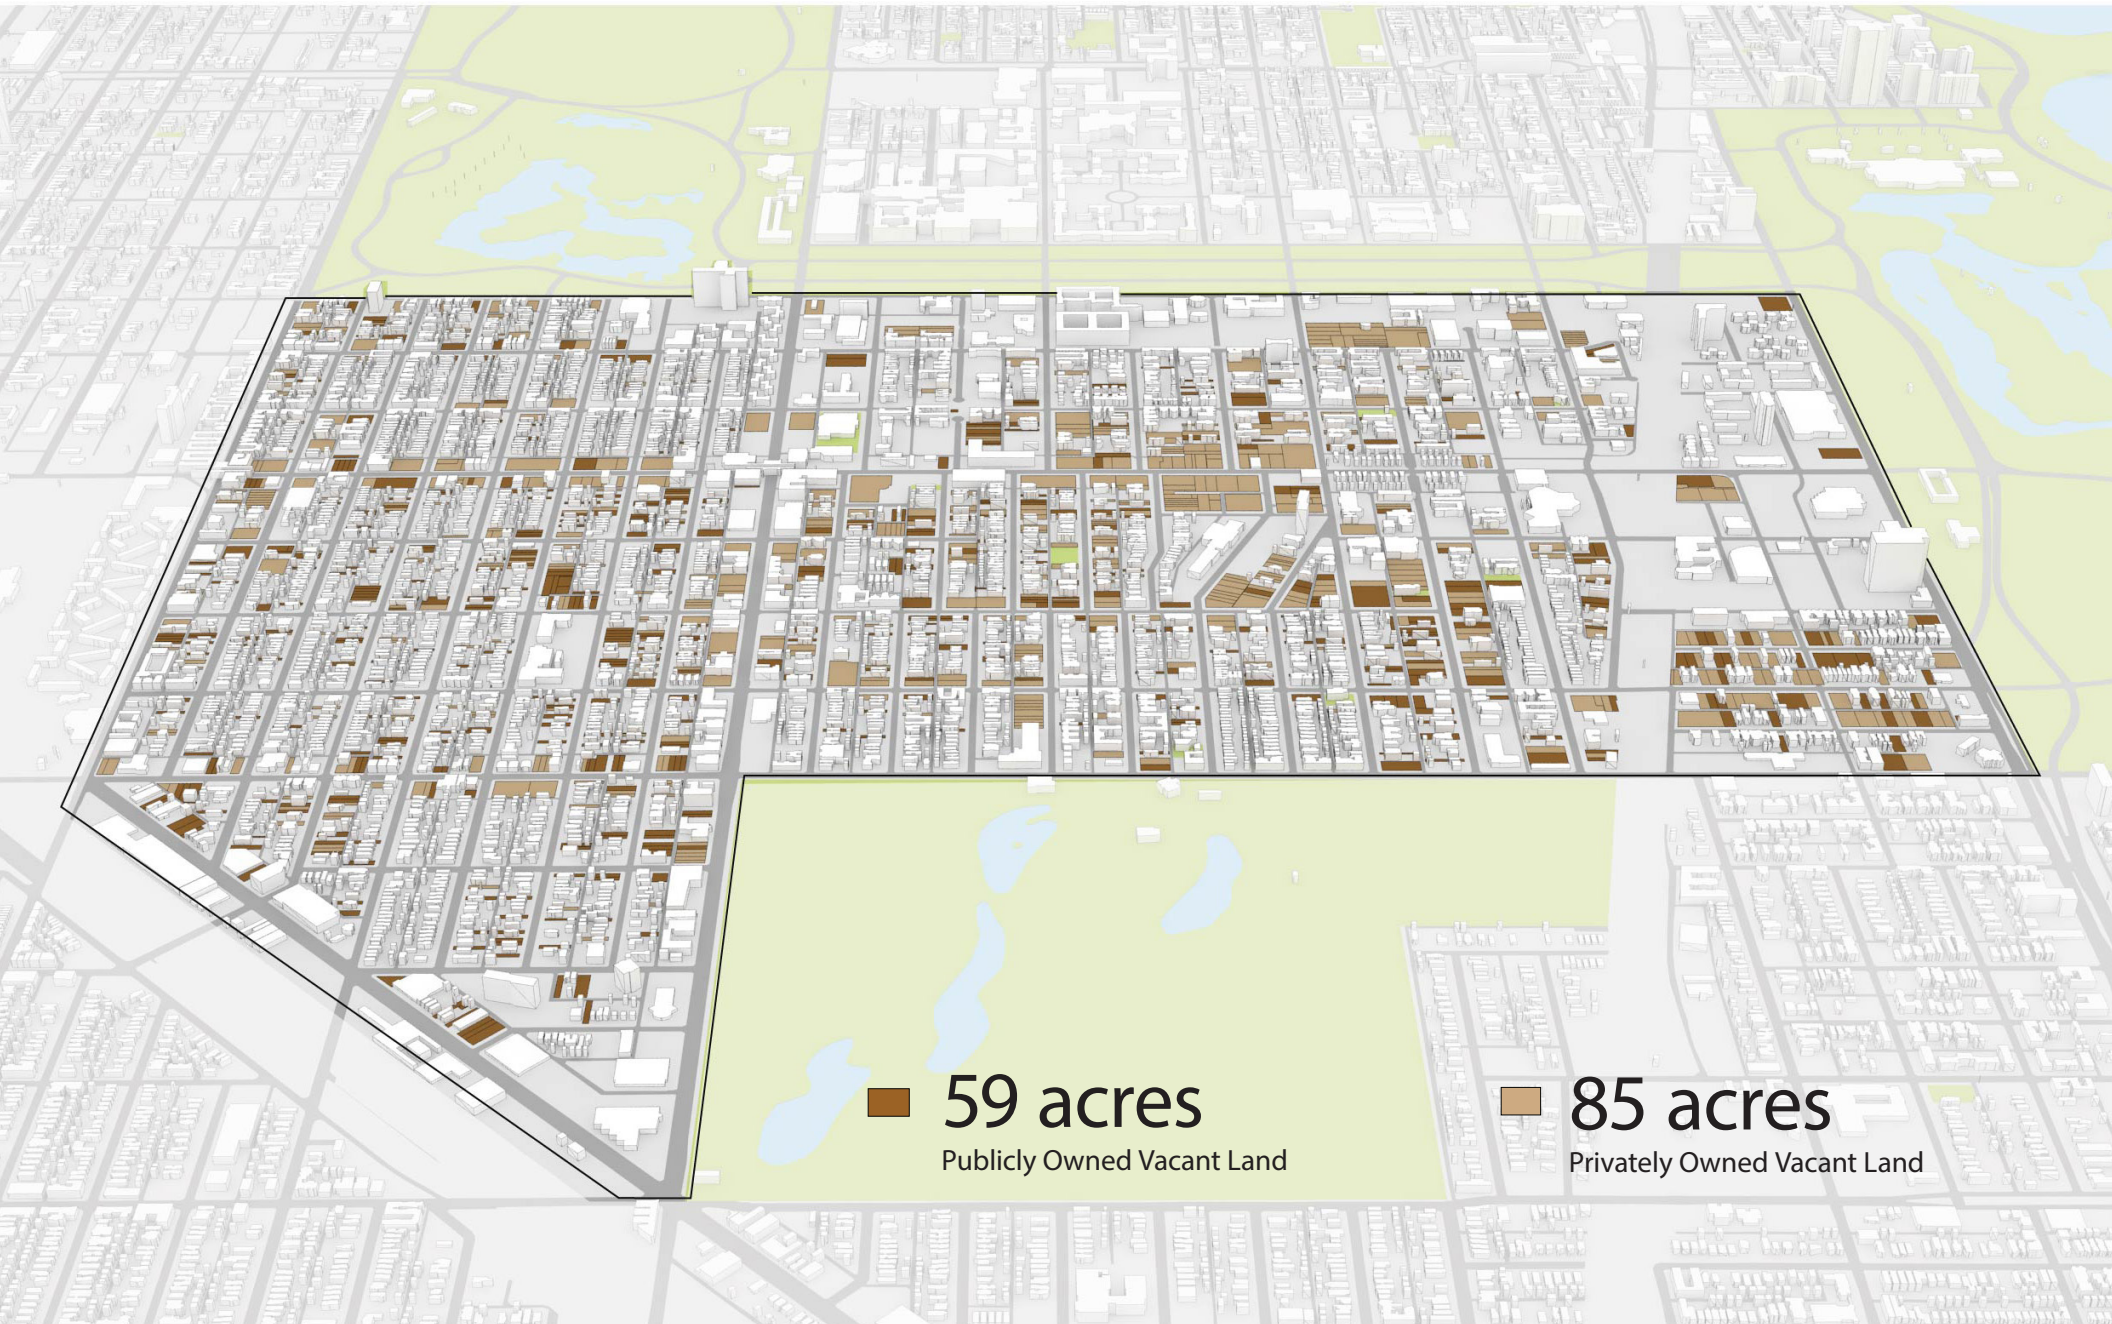 59 acres
Publicly Owned Vacant Land
85 acres
Privately Owned Vacant Land